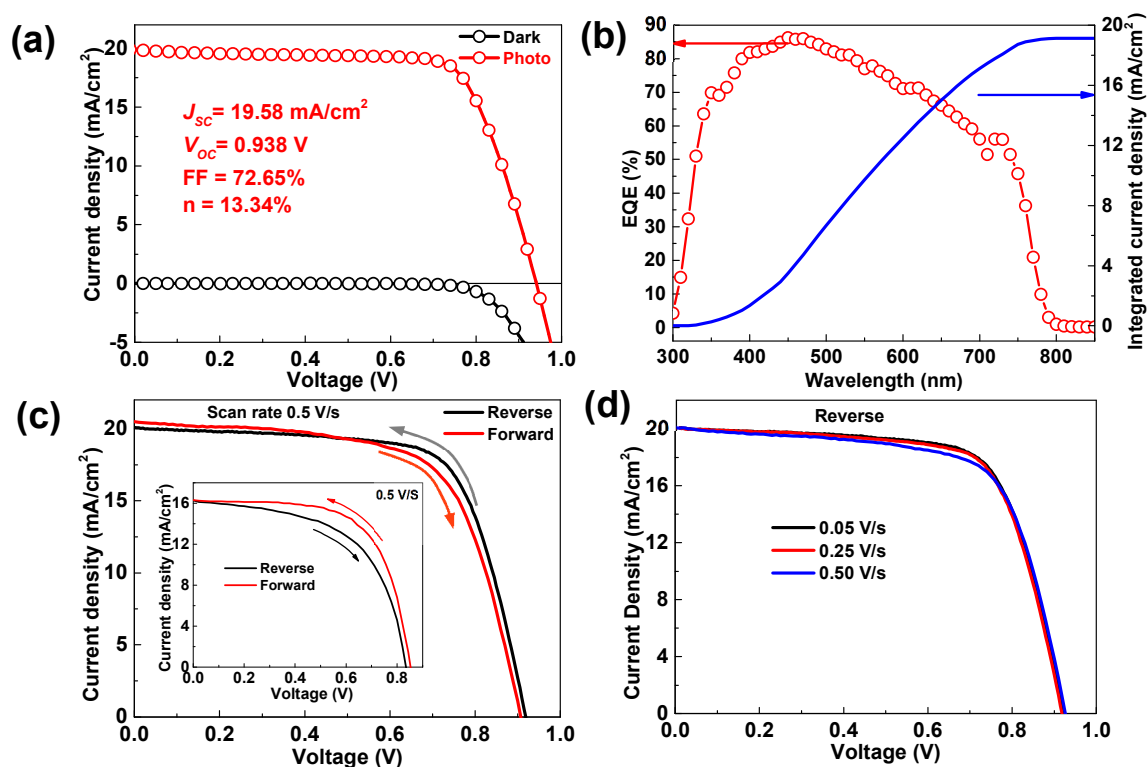 (a)
Current density (mA/cm²)
25
20
15
10
5
0
-5
Dark
Photo
J_SC= 19.58 mA/cm²
V_OC= 0.938 V
FF = 72.65%
n = 13.34%
0.0 0.2 0.4 0.6 0.8 1.0
Voltage (V)
(b)
EQE (%)
90
80
70
60
50
40
30
20
10
0
20
16
12
8
4
0
Integrated current density (mA/cm²)
300 400 500 600 700 800
Wavelength (nm)
(c)
Current density (mA/cm²)
20
15
10
5
0
Scan rate 0.5 V/s
Reverse
Forward
Current density (mA/cm²)
16
12
8
4
0
0.5 V/S
Reverse
Forward
0.0 0.2 0.4 0.6 0.8
Voltage (V)
0.0 0.2 0.4 0.6 0.8 1.0
Voltage (V)
(d)
Current Density (mA/cm²)
20
16
12
8
4
0
Reverse
0.05 V/s
0.25 V/s
0.50 V/s
0.0 0.2 0.4 0.6 0.8 1.0
Voltage (V)